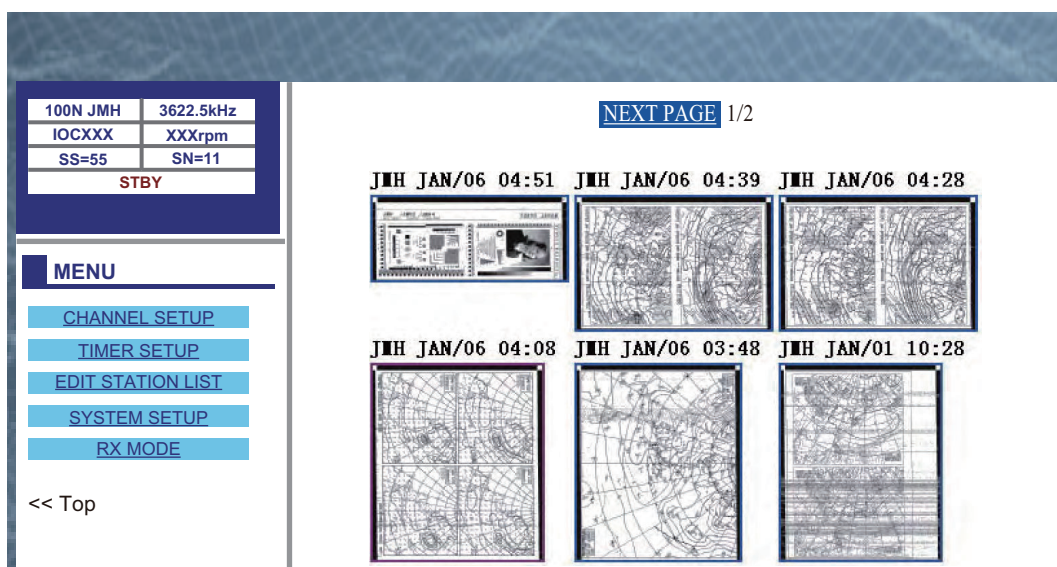 100N JMH 3622.5kHz
IOCXXX XXXrpm
SS=55 SN=11
STBY
MENU
CHANNEL SETUP
TIMER SETUP
EDIT STATION LIST
SYSTEM SETUP
RX MODE
<< Top
NEXT PAGE 1/2
JMH JAN/06 04:51 JMH JAN/06 04:39 JMH JAN/06 04:28
JMH JAN/06 04:08 JMH JAN/06 03:48 JMH JAN/01 10:28